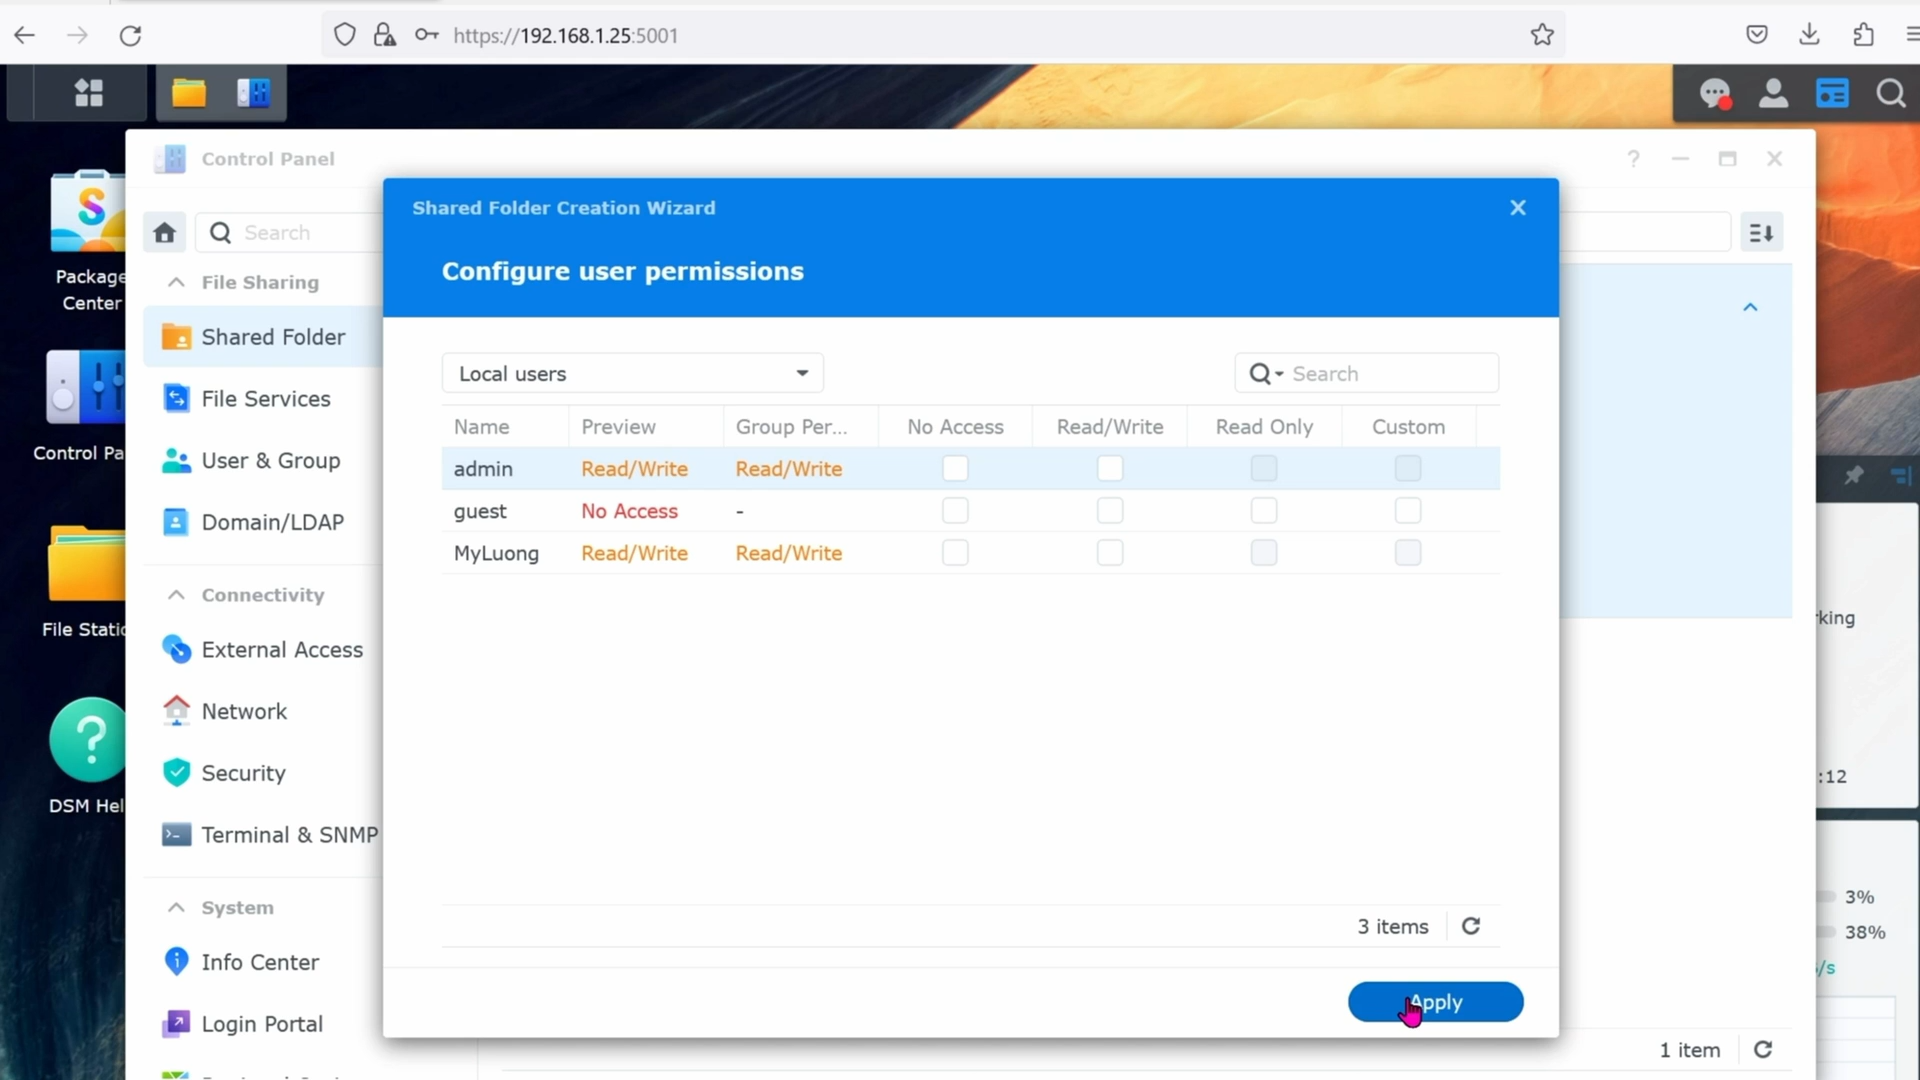 https://192.168.1.25:5001
Control Panel
Search
File Sharing
Shared Folder
File Services
User & Group
Domain/LDAP
Connectivity
External Access
Network
Security
Terminal & SNMP
System
Info Center
Login Portal
Package
Center
Control Pa
File Static
DSM Hel
Shared Folder Creation Wizard
Configure user permissions
Local users
Search
Name Preview Group Per... No Access Read/Write Read Only Custom
admin Read/Write Read/Write
guest No Access -
MyLuong Read/Write Read/Write
3 items
Apply
1 item
king
:12
3%
38%
/s